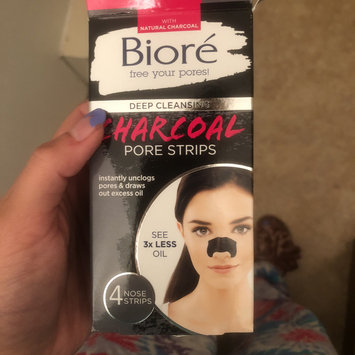 WITH
NATURAL CHARCOAL
Bioré
free your pores!
DEEP CLEANSING
CHARCOAL
PORE STRIPS
instantly unclogs
pores & draws
out excess oil
SEE
3x LESS
OIL
4 NOSE
STRIPS